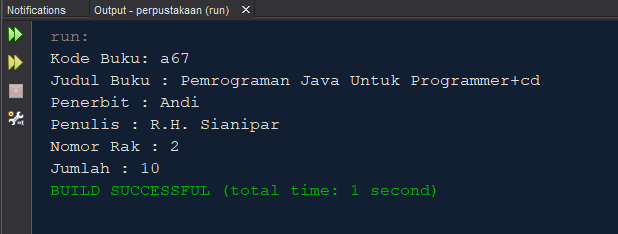 Notifications Output - perpustakaan (run) X
run:
Kode Buku: a67
Judul Buku : Pemrograman Java Untuk Programmer+cd
Penerbit : Andi
Penulis : R.H. Sianipar
Nomor Rak : 2
Jumlah : 10
BUILD SUCCESSFUL (total time: 1 second)